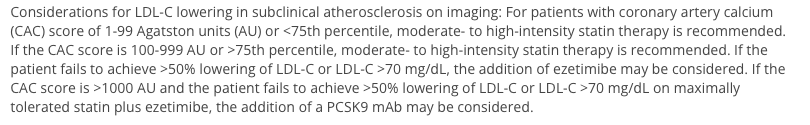 Considerations for LDL-C lowering in subclinical atherosclerosis on imaging: For patients with coronary artery calcium
(CAC) score of 1-99 Agatston units (AU) or <75th percentile, moderate- to high-intensity statin therapy is recommended.
If the CAC score is 100-999 AU or >75th percentile, moderate- to high-intensity statin therapy is recommended. If the
patient fails to achieve >50% lowering of LDL-C or LDL-C >70 mg/dL, the addition of ezetimibe may be considered. If the
CAC score is >1000 AU and the patient fails to achieve >50% lowering of LDL-C or LDL-C >70 mg/dL on maximally
tolerated statin plus ezetimibe, the addition of a PCSK9 mAb may be considered.